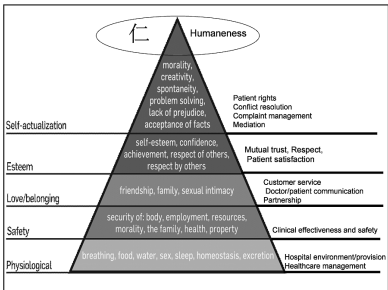 仁 Humaneness
morality,
creativity,
spontaneity,
problem solving,
lack of prejudice,
acceptance of facts
Self-actualization
Patient rights
Conflict resolution
Complaint management
Mediation
self-esteem, confidence,
achievement, respect of others,
respect by others
Esteem
Mutual trust, Respect,
Patient satisfaction
friendship, family, sexual intimacy
Love/belonging
Customer service
Doctor/patient communication
Partnership
security of: body, employment, resources,
morality, the family, health, property
Safety
Clinical effectiveness and safety
breathing, food, water, sex, sleep, homeostasis, excretion
Physiological
Hospital environment/provision
Healthcare management